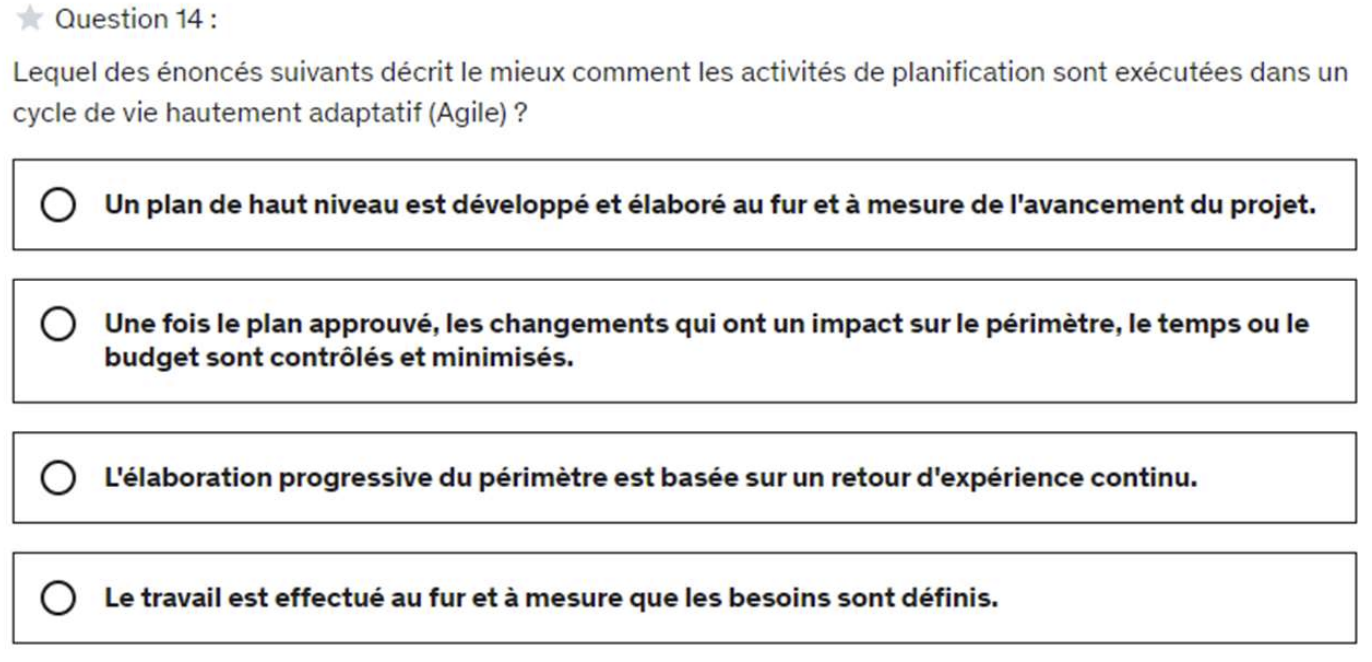 Question 14 :
Lequel des énoncés suivants décrit le mieux comment les activités de planification sont exécutées dans un
cycle de vie hautement adaptatif (Agile) ?
Un plan de haut niveau est développé et élaboré au fur et à mesure de l'avancement du projet.
Une fois le plan approuvé, les changements qui ont un impact sur le périmètre, le temps ou le
budget sont contrôlés et minimisés.
L'élaboration progressive du périmètre est basée sur un retour d'expérience continu.
Le travail est effectué au fur et à mesure que les besoins sont définis.